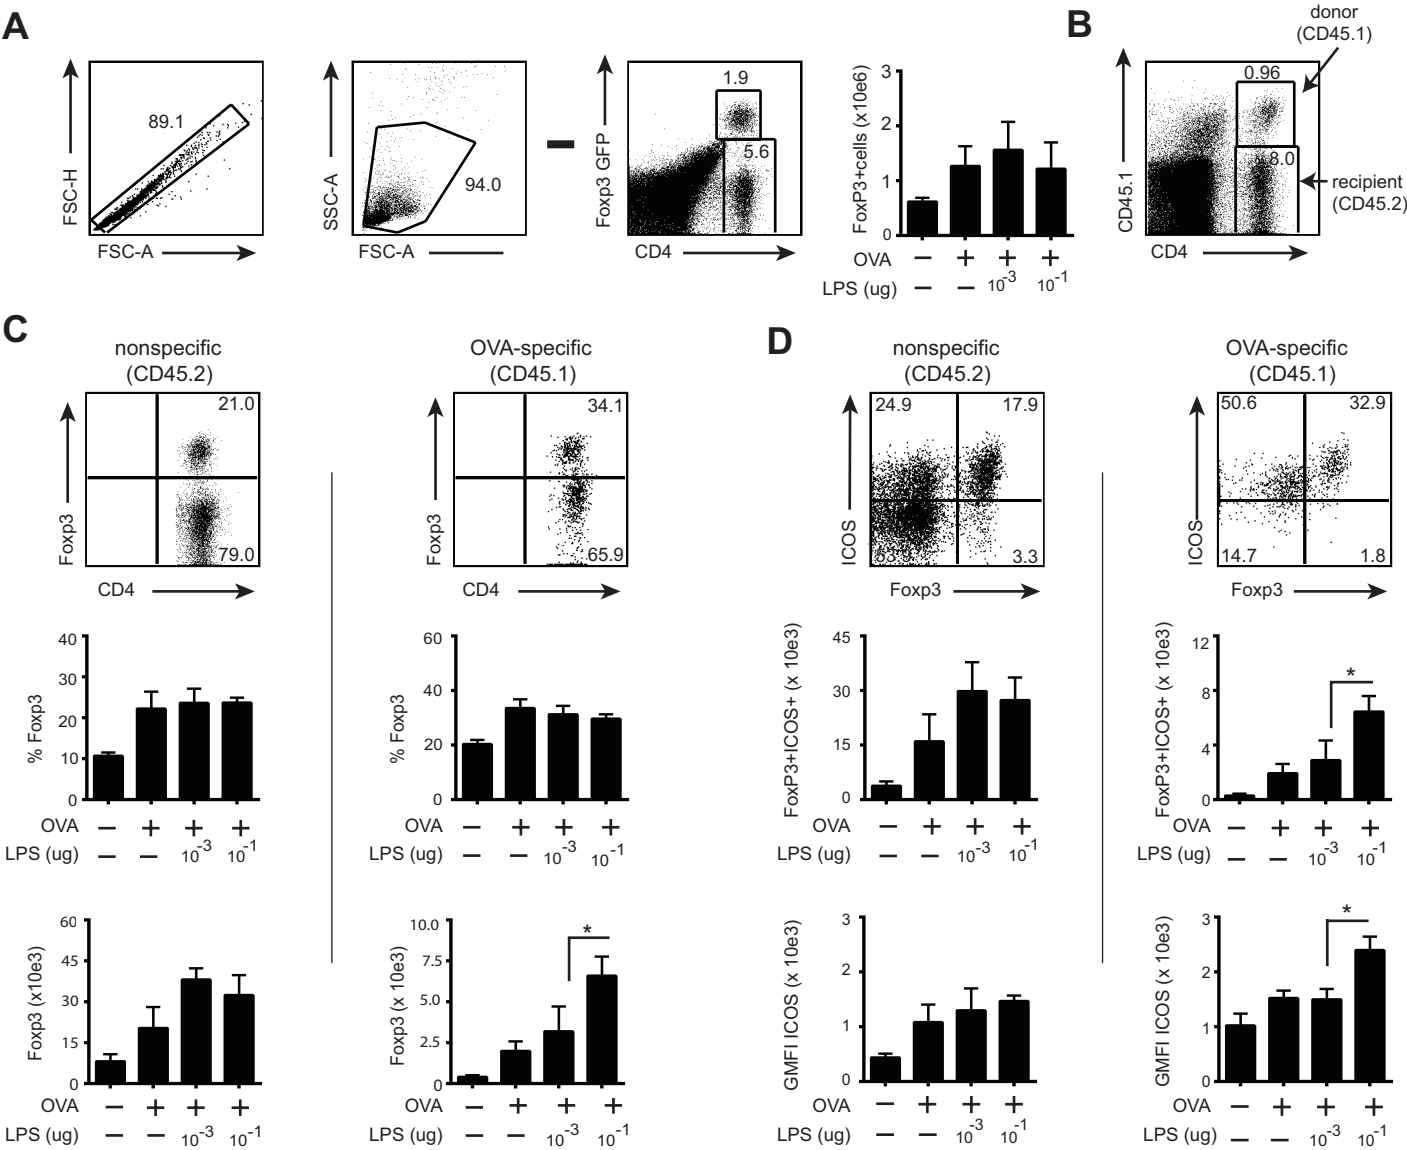 A
FSC-H
89.1
FSC-A
SSC-A
94.0
FSC-A
Foxp3 GFP
1.9
5.6
CD4
FoxP3+cells (x10e6)
3
2
1
0
OVA − + + +
LPS (ug) − − 10-3 10-1
B
donor
(CD45.1)
CD45.1
0.96
8.0
recipient
(CD45.2)
CD4
C
nonspecific
(CD45.2)
Foxp3
21.0
79.0
CD4
OVA-specific
(CD45.1)
Foxp3
34.1
65.9
CD4
% Foxp3
40
30
20
10
0
OVA − + + +
LPS (ug) − − 10-3 10-1
% Foxp3
60
40
20
0
OVA − + + +
LPS (ug) − − 10-3 10-1
Foxp3 (x10e3)
60
45
30
15
0
OVA − + + +
LPS (ug) − − 10-3 10-1
Foxp3 (x 10e3)
10.0
7.5
5.0
2.5
0
*
OVA − + + +
LPS (ug) − − 10-3 10-1
D
nonspecific
(CD45.2)
ICOS
24.9 17.9
3.3
Foxp3
OVA-specific
(CD45.1)
ICOS
50.6 32.9
14.7 1.8
Foxp3
FoxP3+ICOS+ (x 10e3)
45
30
15
0
OVA − + + +
LPS (ug) − − 10-3 10-1
FoxP3+ICOS+ (x 10e3)
12
8
4
0
*
OVA − + + +
LPS (ug) − − 10-3 10-1
GMFI ICOS (x 10e3)
3
2
1
0
OVA − + + +
LPS (ug) − − 10-3 10-1
GMFI ICOS (x 10e3)
3
2
1
0
*
OVA − + + +
LPS (ug) − − 10-3 10-1